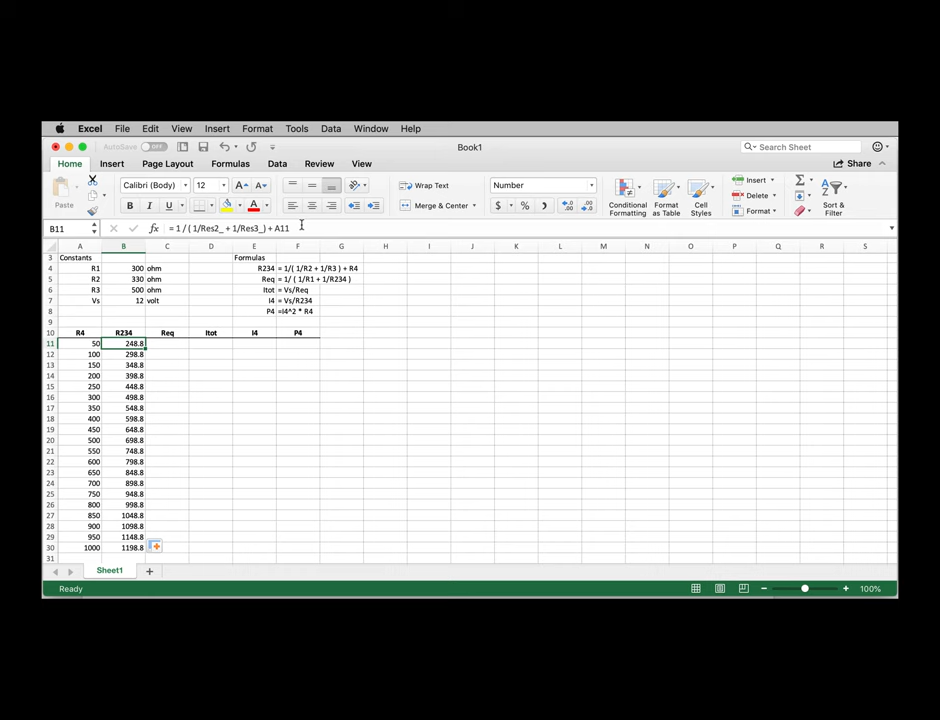 Excel File Edit View Insert Format Tools Data Window Help
AutoSave OFF Book1 Search Sheet
Home Insert Page Layout Formulas Data Review View Share
Paste Calibri (Body) 12 A A Wrap Text Number Conditional Formatting Format as Table Cell Styles Insert Sort & Filter
B I U A Merge & Center $ % Delete
Format
B11 fx = 1 / ( 1/Res2_ + 1/Res3_) + A11
A B C D E F G H I J K L M N O P Q R S
3 Constants Formulas
4 R1 300 ohm R234 = 1/( 1/R2 + 1/R3 ) + R4
5 R2 330 ohm Req = 1/ ( 1/R1 + 1/R234 )
6 R3 500 ohm Itot = Vs/Req
7 Vs 12 volt I4 = Vs/R234
8 P4 =I4^2 * R4
9
10 R4 R234 Req Itot I4 P4
11 50 248.8
12 100 298.8
13 150 348.8
14 200 398.8
15 250 448.8
16 300 498.8
17 350 548.8
18 400 598.8
19 450 648.8
20 500 698.8
21 550 748.8
22 600 798.8
23 650 848.8
24 700 898.8
25 750 948.8
26 800 998.8
27 850 1048.8
28 900 1098.8
29 950 1148.8
30 1000 1198.8
31
Sheet1 +
Ready 100%